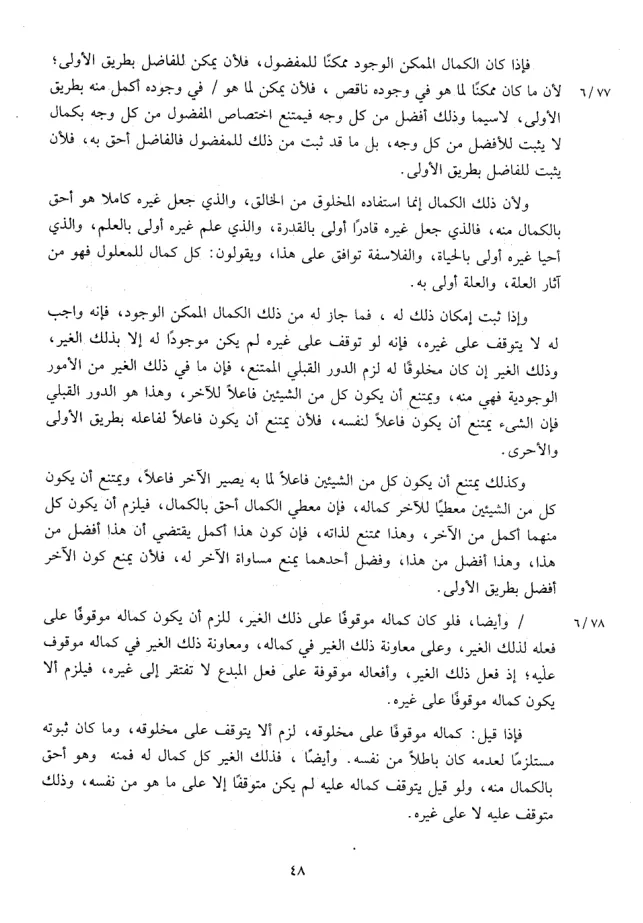 فإذا كان الكمال الممكن الوجود ممكنًا للمفضول، فلأن يمكن للفاضل بطريق الأولى؛
٦/٧٧ لأن ما كان ممكنًا لما هو في وجوده ناقص ، فلأن يمكن لما هو / في وجوده أكمل منه بطريق
الأولى، لاسيما وذلك أفضل من كل وجه فيمتنع اختصاص المفضول من كل وجه بكمال
لا يثبت للأفضل من كل وجه، بل ما قد ثبت من ذلك للمفضول فالفاضل أحق به، فلأن
يثبت للفاضل بطريق الأولى.
ولأن ذلك الكمال إنما استفاده المخلوق من الخالق، والذي جعل غيره كاملا هو أحق
بالكمال منه، فالذي جعل غيره قادرًا أولى بالقدرة، والذي علم غيره أولى بالعلم، والذي
أحيا غيره أولى بالحياة، والفلاسفة توافق على هذا، ويقولون: كل كمال للمعلول فهو من
آثار العلة، والعلة أولى به.
وإذا ثبت إمكان ذلك له ، فما جاز له من ذلك الكمال الممكن الوجود، فإنه واجب
له لا يتوقف على غيره، فإنه لو توقف على غيره لم يكن موجودًا له إلا بذلك الغير،
وذلك الغير إن كان مخلوقًا له لزم الدور القبلي الممتنع، فإن ما في ذلك الغير من الأمور
الوجودية فهي منه، ويمتنع أن يكون كل من الشيئين فاعلاً للآخر، وهذا هو الدور القبلي
فإن الشىء يمتنع أن يكون فاعلاً لنفسه، فلأن يمتنع أن يكون فاعلاً لفاعله بطريق الأولى
والأحرى.
وكذلك يمتنع أن يكون كل من الشيئين فاعلاً لما به يصير الآخر فاعلاً، ويمتنع أن يكون
كل من الشيئين معطيًا للآخر كماله، فإن معطي الكمال أحق بالكمال، فيلزم أن يكون كل
منهما أكمل من الآخر، وهذا ممتنع لذاته، فإن كون هذا أكمل يقتضي أن هذا أفضل من
هذا، وهذا أفضل من هذا، وفضل أحدهما يمنع مساواة الآخر له، فلأن يمنع كون الآخر
أفضل بطريق الأولى.
٦/٧٨ / وأيضا، فلو كان كماله موقوفًا على ذلك الغير، للزم أن يكون كماله موقوفًا على
فعله لذلك الغير، وعلى معاونة ذلك الغير في كماله، ومعاونة ذلك الغير في كماله موقوف
عليه؛ إذ فعل ذلك الغير، وأفعاله موقوفة على فعل المبدع لا تفتقر إلى غيره، فيلزم ألا
يكون كماله موقوفًا على غيره.
فإذا قيل: كماله موقوفًا على مخلوقه، لزم ألا يتوقف على مخلوقه، وما كان ثبوته
مستلزمًا لعدمه كان باطلاً من نفسه. وأيضًا ، فذلك الغير كل كمال له فمنه وهو أحق
بالكمال منه، ولو قيل يتوقف كماله عليه لم يكن متوقفًا إلا على ما هو من نفسه، وذلك
متوقف عليه لا على غيره.
٤٨